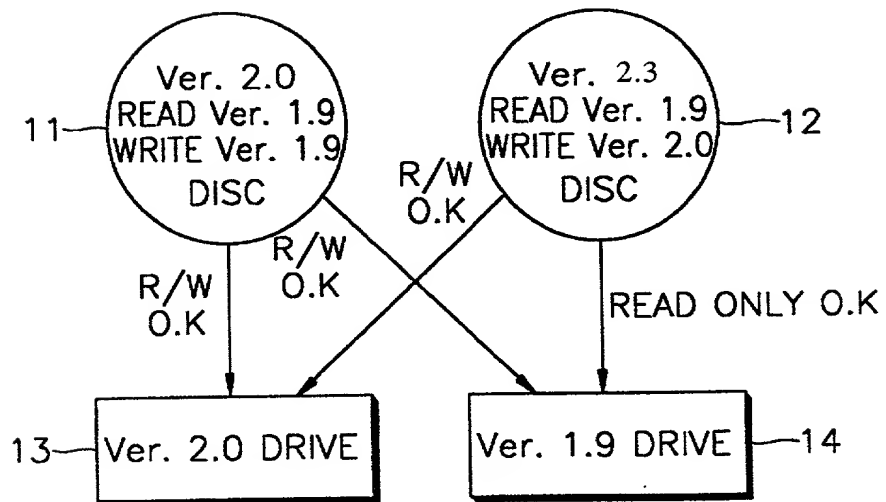 Ver. 2.0
READ Ver. 1.9
WRITE Ver. 1.9
DISC
11
Ver. 2.3
READ Ver. 1.9
WRITE Ver. 2.0
DISC
12
R/W
O.K
R/W
O.K
R/W
O.K
READ ONLY O.K
13
Ver. 2.0 DRIVE
Ver. 1.9 DRIVE
14